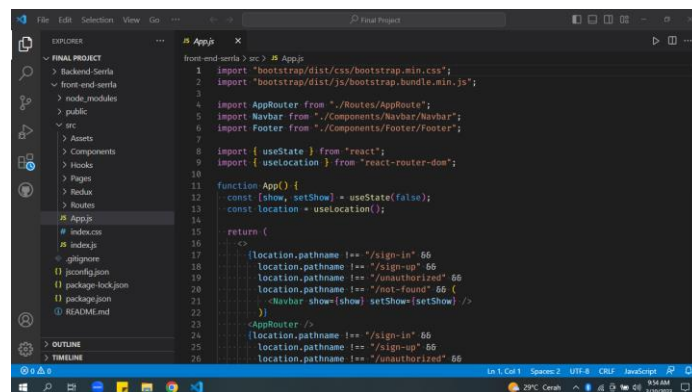 File Edit Selection View Go ···
Final Project
EXPLORER ···
FINAL PROJECT
> Backend-Serrla
front-end-serrla
> node_modules
> public
src
> Assets
> Components
> Hooks
> Pages
> Redux
> Routes
JS App.js
# index.css
JS index.js
.gitignore
{} jsconfig.json
{} package-lock.json
{} package.json
README.md
> OUTLINE
> TIMELINE
JS App.js ×
front-end-serrla > src > JS App.js
1 import "bootstrap/dist/css/bootstrap.min.css";
2 import "bootstrap/dist/js/bootstrap.bundle.min.js";
3
4 import AppRouter from "./Routes/AppRoute";
5 import Navbar from "./Components/Navbar/Navbar";
6 import Footer from "./Components/Footer/Footer";
7
8 import { useState } from "react";
9 import { useLocation } from "react-router-dom";
10
11 function App() {
12 const [show, setShow] = useState(false);
13 const location = useLocation();
14
15 return (
16 <>
17 {location.pathname !== "/sign-in" &&
18 location.pathname !== "/sign-up" &&
19 location.pathname !== "/unauthorized" &&
20 location.pathname !== "/not-found" && (
21 <Navbar show={show} setShow={setShow} />
22 )}
23 <AppRouter />
24 {location.pathname !== "/sign-in" &&
25 location.pathname !== "/sign-up" &&
26 location.pathname !== "/unauthorized" &&
0 0 Ln 1, Col 1 Spaces: 2 UTF-8 CRLF JavaScript
29°C Cerah 9:54 AM